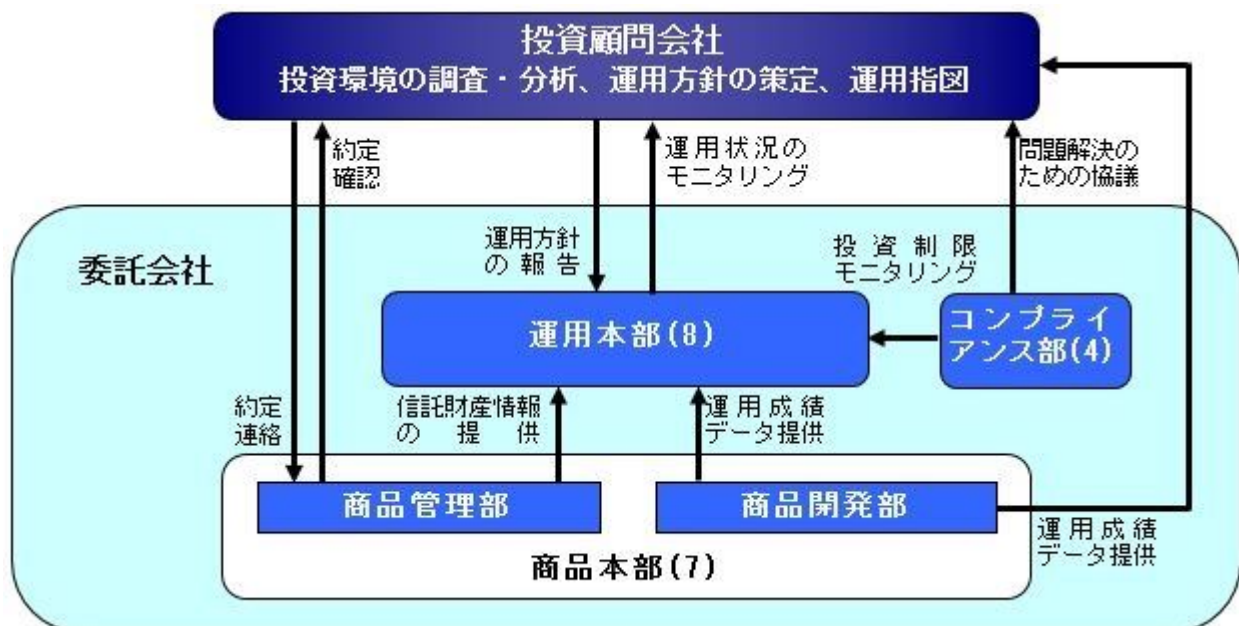 投資顧問会社
投資環境の調査・分析、運用方針の策定、運用指図
約定
確認
運用状況の
モニタリング
問題解決の
ための協議
委託会社
運用方針
の報告
投資制限
モニタリング
運用本部(8)
コンプライ
アンス部(4)
約定
連絡
信託財産情報
の提供
運用成績
データ提供
商品管理部
商品開発部
運用成績
データ提供
商品本部(7)